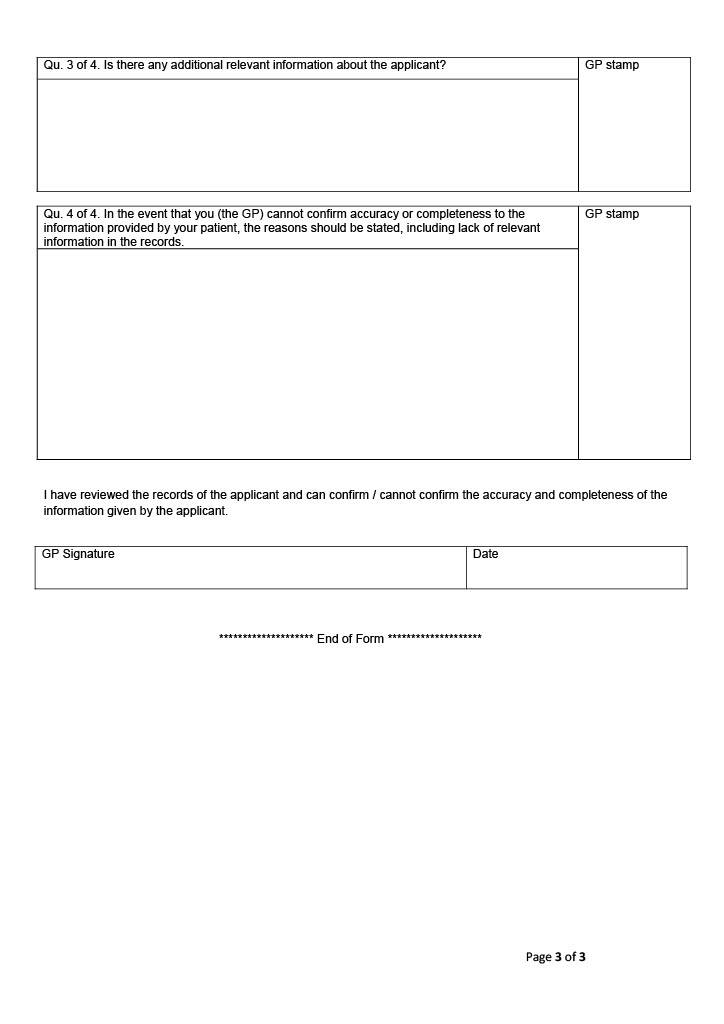 Qu. 3 of 4. Is there any additional relevant information about the applicant?
GP stamp
Qu. 4 of 4. In the event that you (the GP) cannot confirm accuracy or completeness to the
information provided by your patient, the reasons should be stated, including lack of relevant
information in the records.
GP stamp
I have reviewed the records of the applicant and can confirm / cannot confirm the accuracy and completeness of the
information given by the applicant.
GP Signature
Date
******************** End of Form ********************
Page 3 of 3